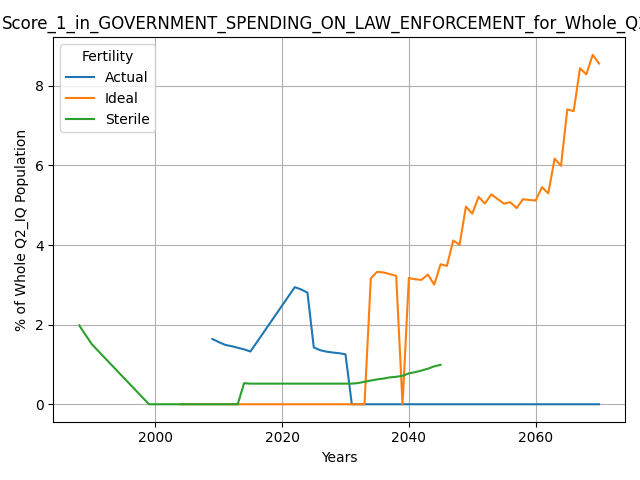 Score_1_in_GOVERNMENT_SPENDING_ON_LAW_ENFORCEMENT_for_Whole_Q
Fertility
Actual
Ideal
Sterile
% of Whole Q2_IQ Population
8
6
4
2
0
2000
2020
2040
2060
Years